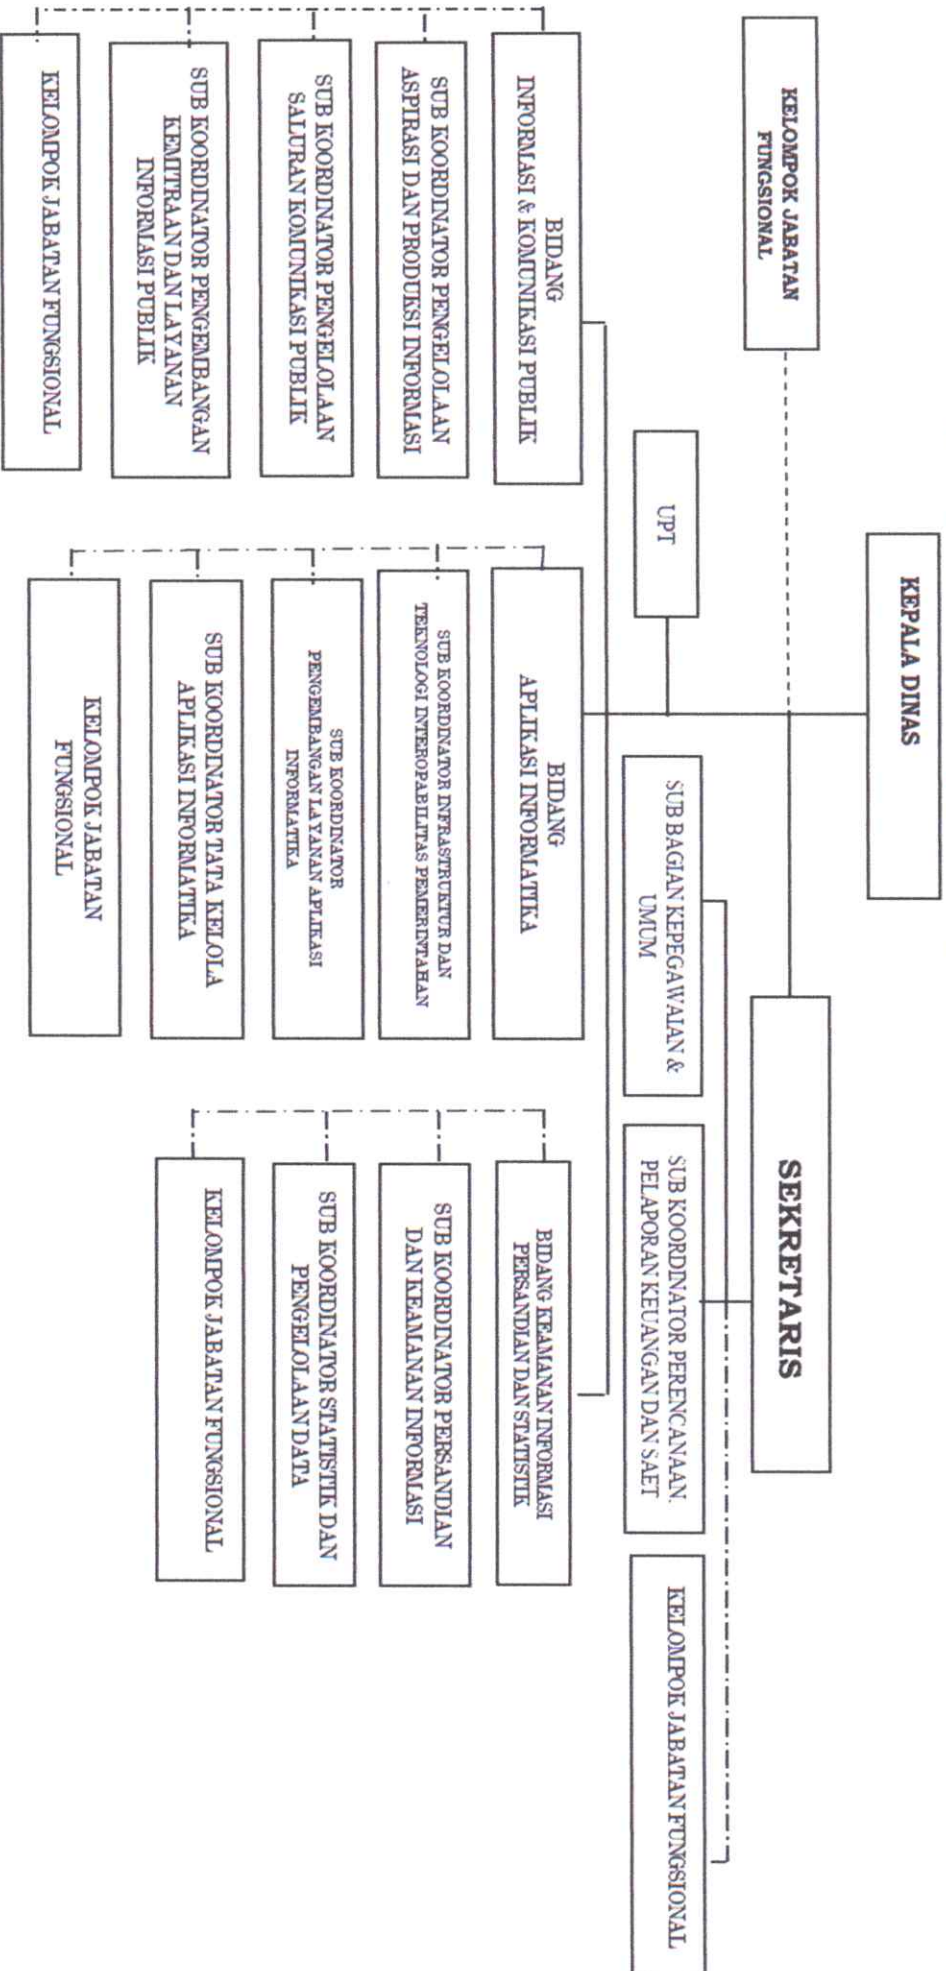 KEPALA DINAS
KELOMPOK JABATAN
FUNGSIONAL
SEKRETARIS
UPT
SUB BAGIAN KEPEGAWAIAN &
UMUM
SUB KOORDINATOR PERENCANAAN.
PELAPORAN KEUANGAN DAN SAET
KELOMPOK JABATAN FUNGSIONAL
BIDANG
INFORMASI & KOMUNIKASI PUBLIK
SUB KOORDINATOR PENGELOLAAN
ASPIRASI DAN PRODUKSI INFORMASI
SUB KOORDINATOR PENGELOLAAN
SALURAN KOMUNIKASI PUBLIK
SUB KOORDINATOR PENGEMBANGAN
KEMITRAAN DAN LAYANAN
INFORMASI PUBLIK
KELOMPOK JABATAN FUNGSIONAL
BIDANG
APLIKASI INFORMATIKA
SUB KOORDINATOR INFRASTRUKTUR DAN
TEKNOLOGI INTEROPABILITAS PEMERINTAHAN
SUB KOORDINATOR
PENGEMBANGAN LAYANAN APLIKASI
INFORMATIKA
SUB KOORDINATOR TATA KELOLA
APLIKASI INFORMATIKA
KELOMPOK JABATAN
FUNGSIONAL
BIDANG KEAMANAN INFORMASI
PERSANDIAN DAN STATISTIK
SUB KOORDINATOR PERSANDIAN
DAN KEAMANAN INFORMASI
SUB KOORDINATOR STATISTIK DAN
PENGELOLAAN DATA
KELOMPOK JABATAN FUNGSIONAL